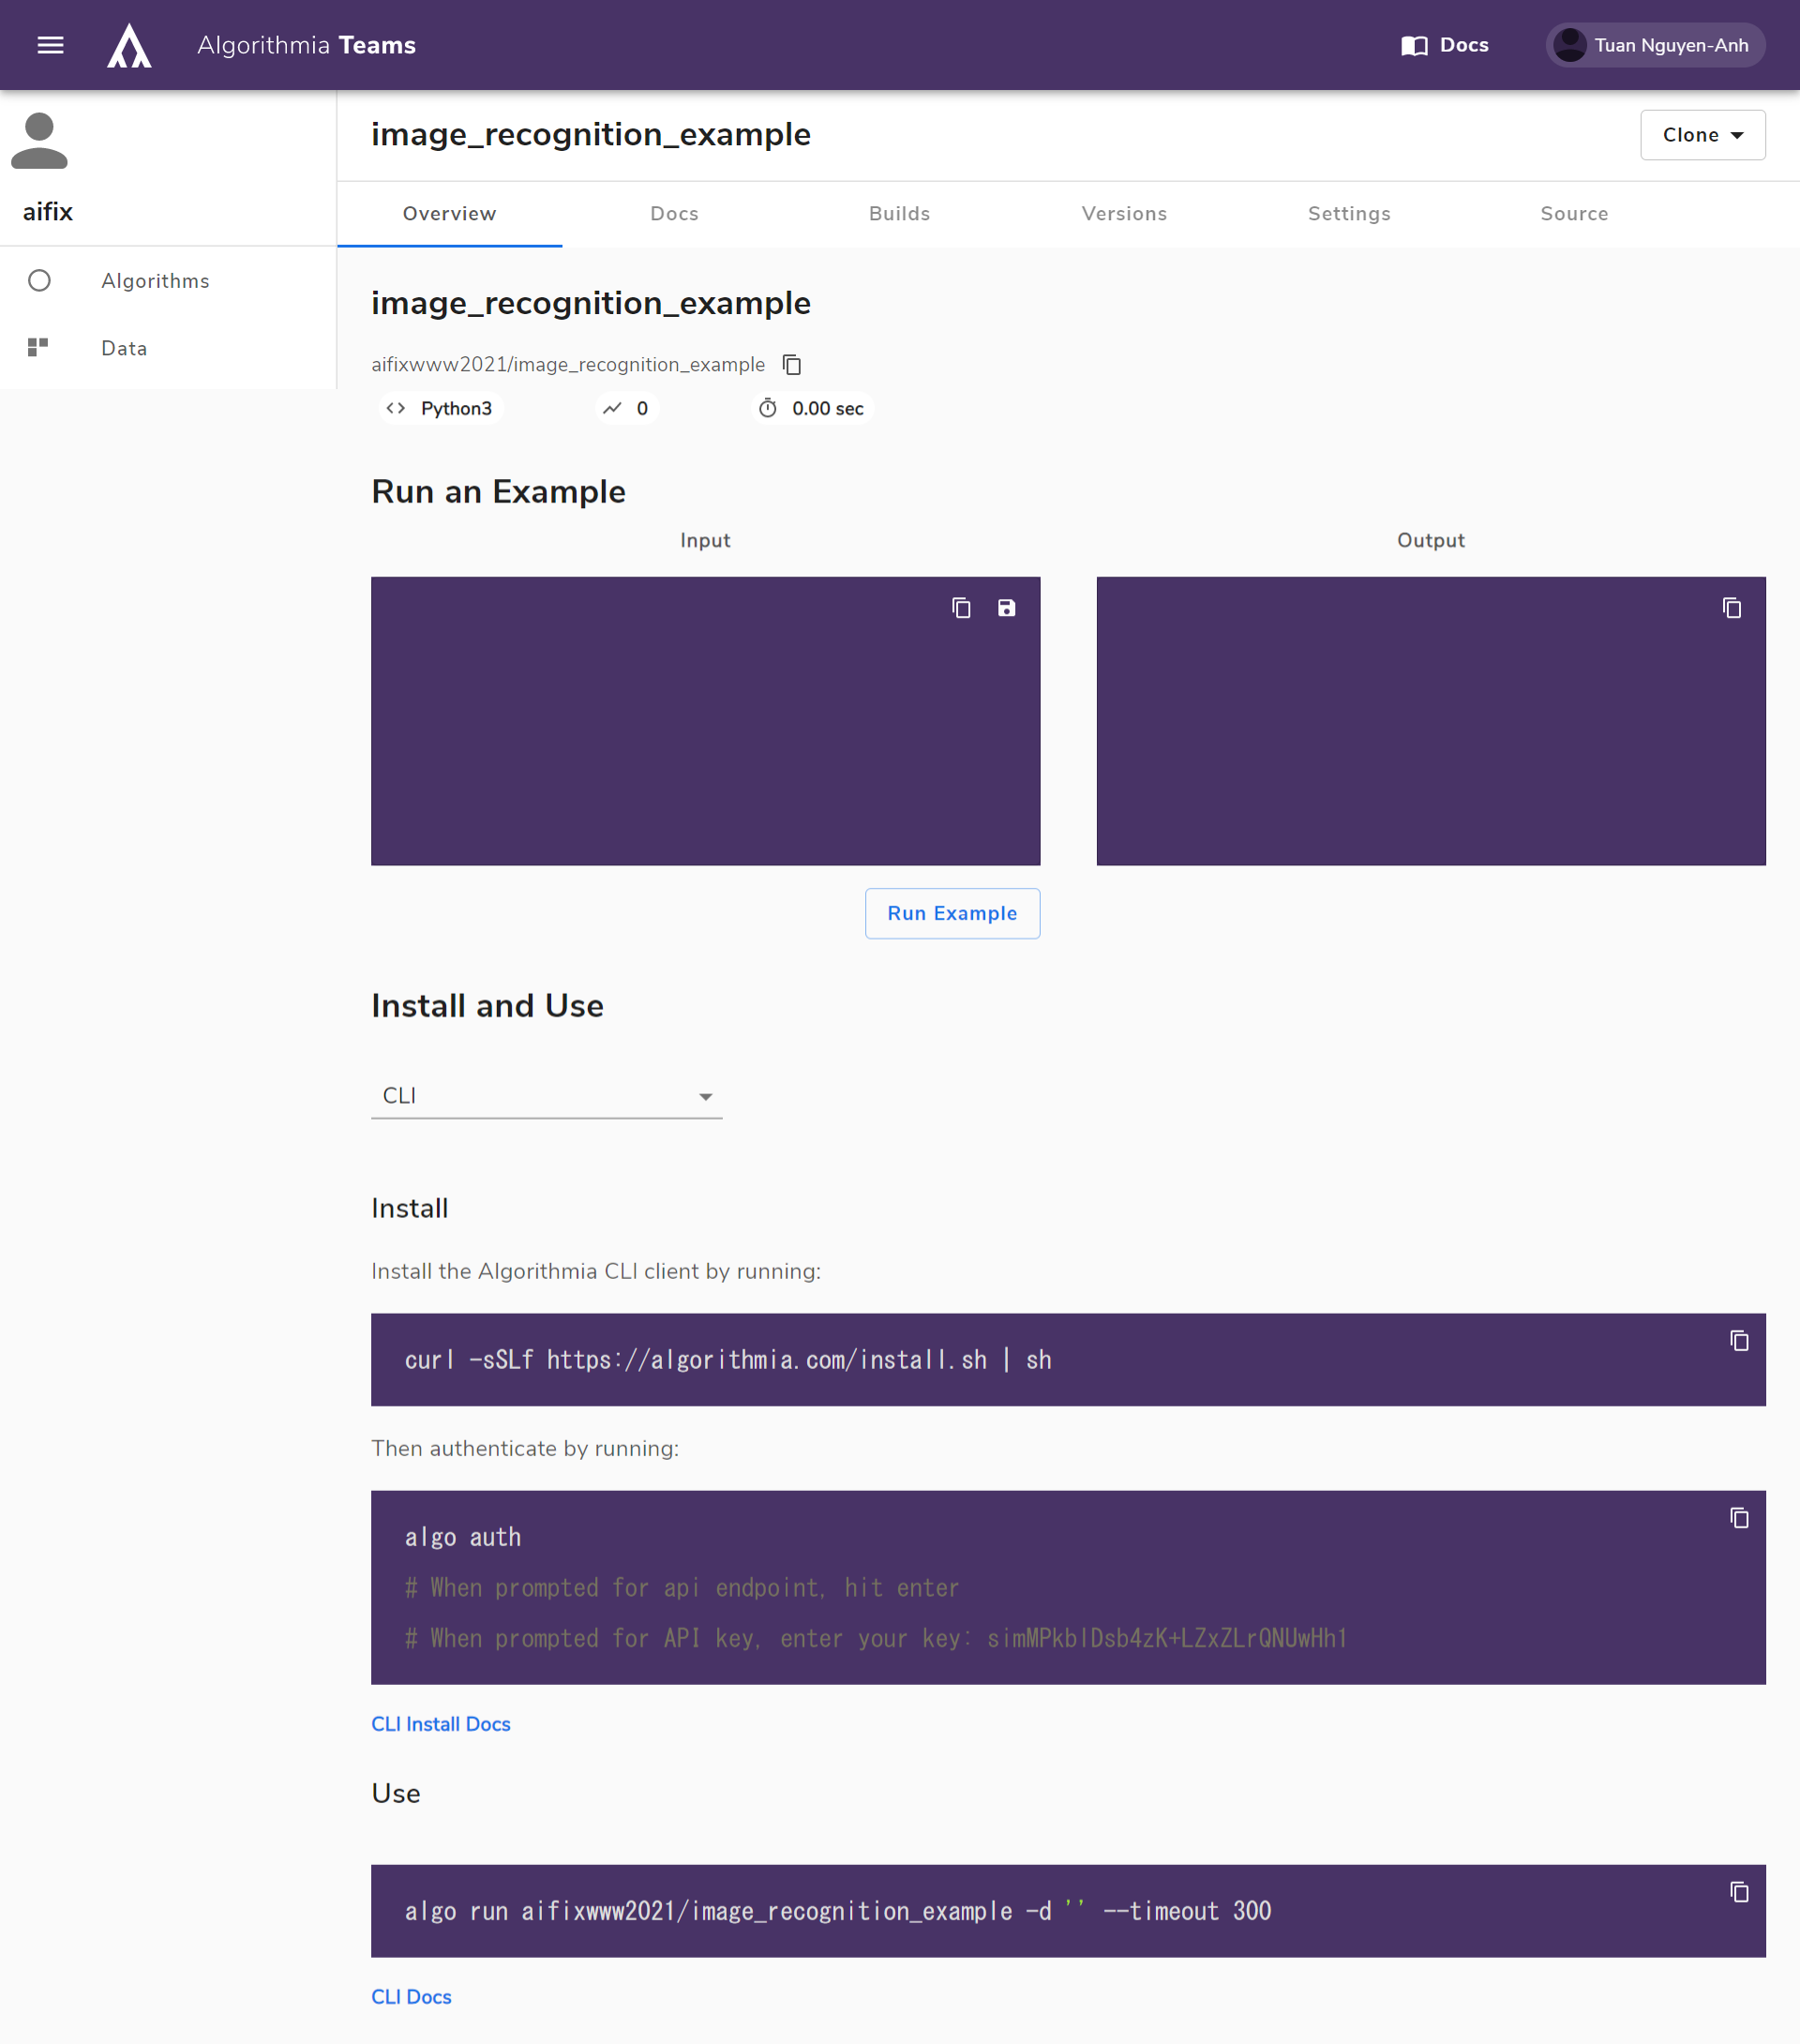 Algorithmia Teams
Docs
Tuan Nguyen-Anh
aifix
Algorithms
Data
image_recognition_example
Clone
Overview
Docs
Builds
Versions
Settings
Source
image_recognition_example
aifixwww2021/image_recognition_example
Python3
0
0.00 sec
Run an Example
Input
Output
Run Example
Install and Use
CLI
Install
Install the Algorithmia CLI client by running:
curl -sSLf https://algorithmia.com/install.sh | sh
Then authenticate by running:
algo auth
# When prompted for api endpoint, hit enter
# When prompted for API key, enter your key: simMPkblDsb4zK+LZxZLrQNUwHh1
CLI Install Docs
Use
algo run aifixwww2021/image_recognition_example -d '' --timeout 300
CLI Docs